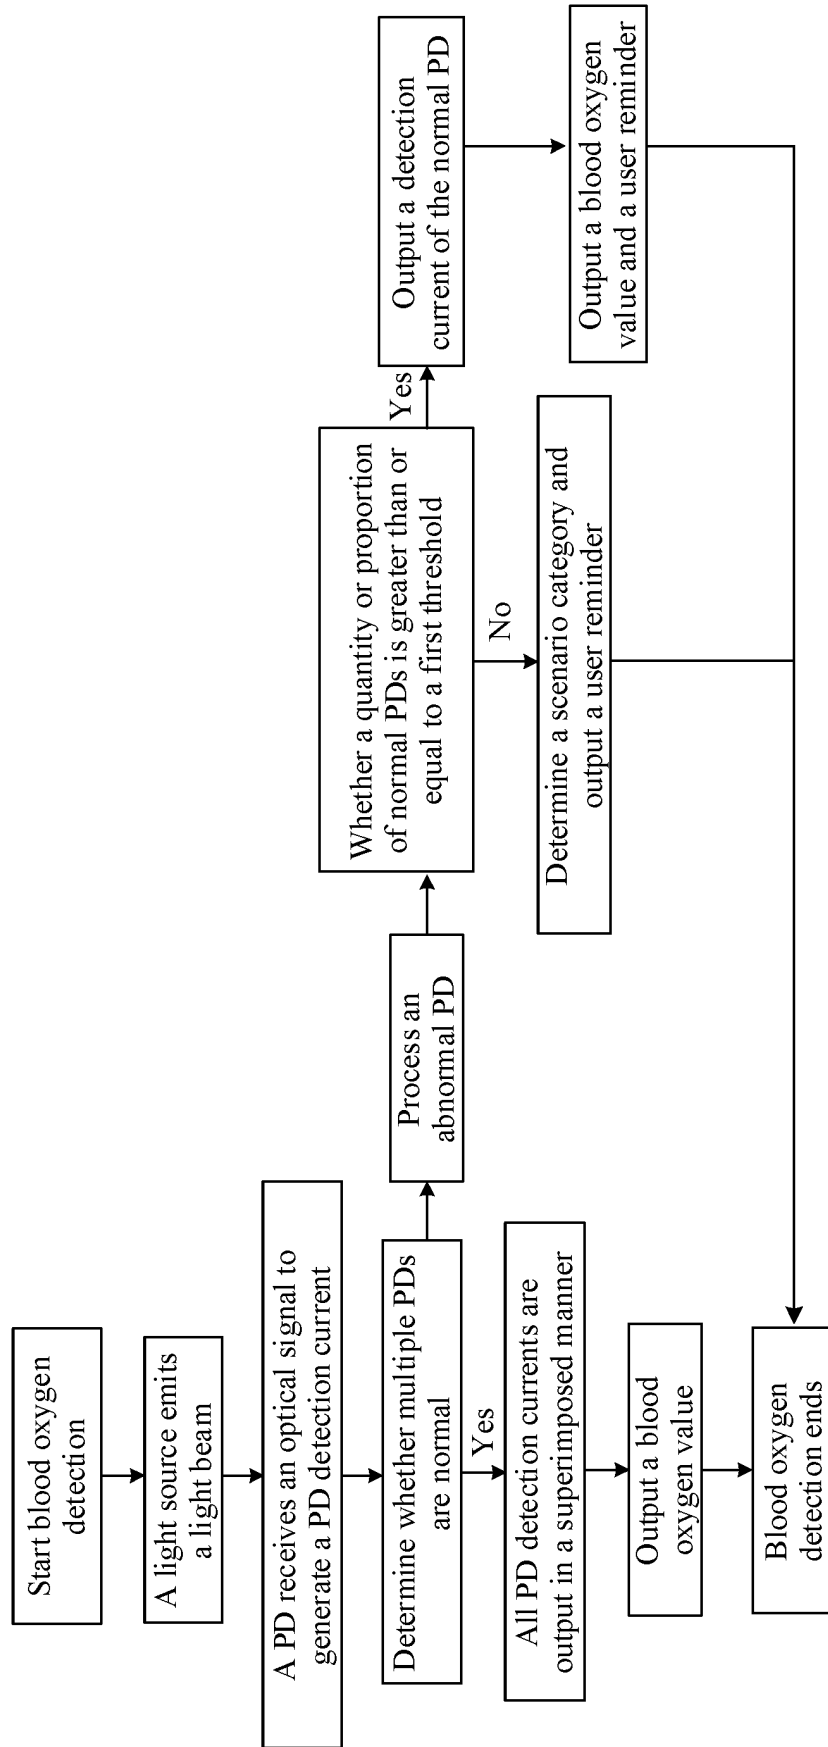 Start blood oxygen
detection
A light source emits
a light beam
A PD receives an optical signal to
generate a PD detection current
Determine whether multiple PDs
are normal
Yes
All PD detection currents are
output in a superimposed manner
Output a blood
oxygen value
Blood oxygen
detection ends
Process an
abnormal PD
Whether a quantity or proportion
of normal PDs is greater than or
equal to a first threshold
No
Determine a scenario category and
output a user reminder
Yes
Output a detection
current of the normal PD
Output a blood oxygen
value and a user reminder